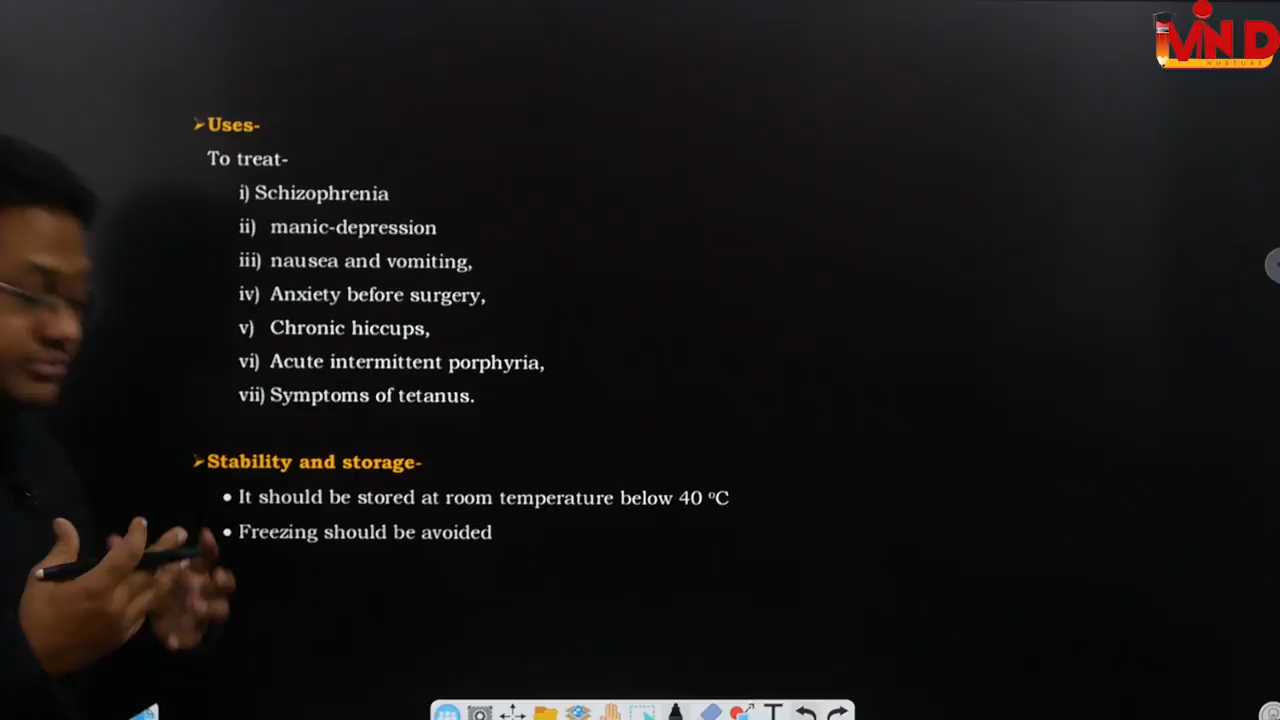 MIND
NURTURE
➢Uses-
To treat-
i) Schizophrenia
ii) manic-depression
iii) nausea and vomiting,
iv) Anxiety before surgery,
v) Chronic hiccups,
vi) Acute intermittent porphyria,
vii) Symptoms of tetanus.
➢Stability and storage-
• It should be stored at room temperature below 40 °C
• Freezing should be avoided
T